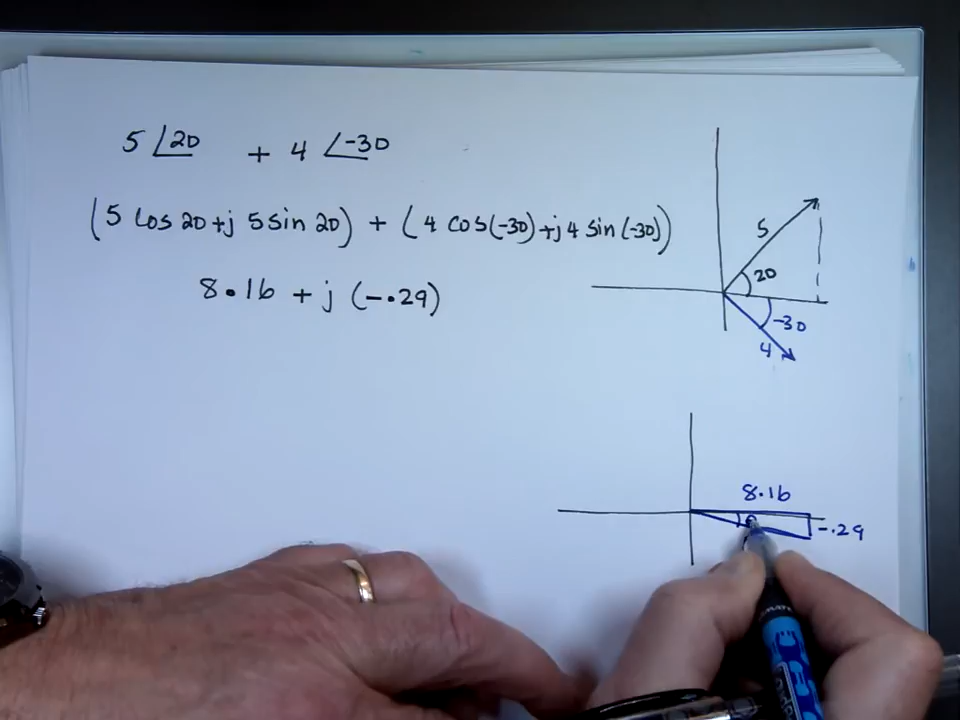 5 ∠20 + 4 ∠-30
(5 cos 20 + j 5 sin 20) + (4 cos(-30) + j 4 sin (-30))
8.16 + j (-.29)
5
20
-30
4
8.16
-.29